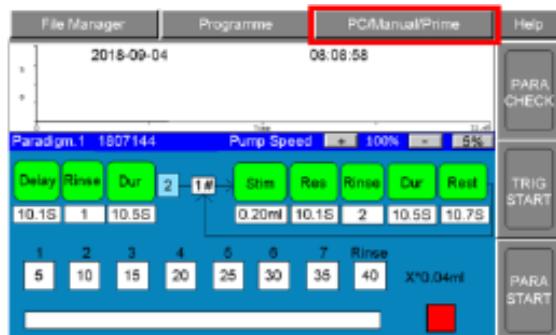 File Manager Programme PC/Manual/Prime Help
2018-09-04 08:08:58
PARA
CHECK
Time
Paradigm.1 1807144 Pump Speed + 100% - 5%
Delay Rinse Dur 2 1# Stim Res Rinse Dur Rest
10.1S 1 10.5S 0.20ml 10.1S 2 10.5S 10.7S
TRIG
START
1 2 3 4 5 6 7 Rinse
5 10 15 20 25 30 35 40 X*0.04ml
PARA
START